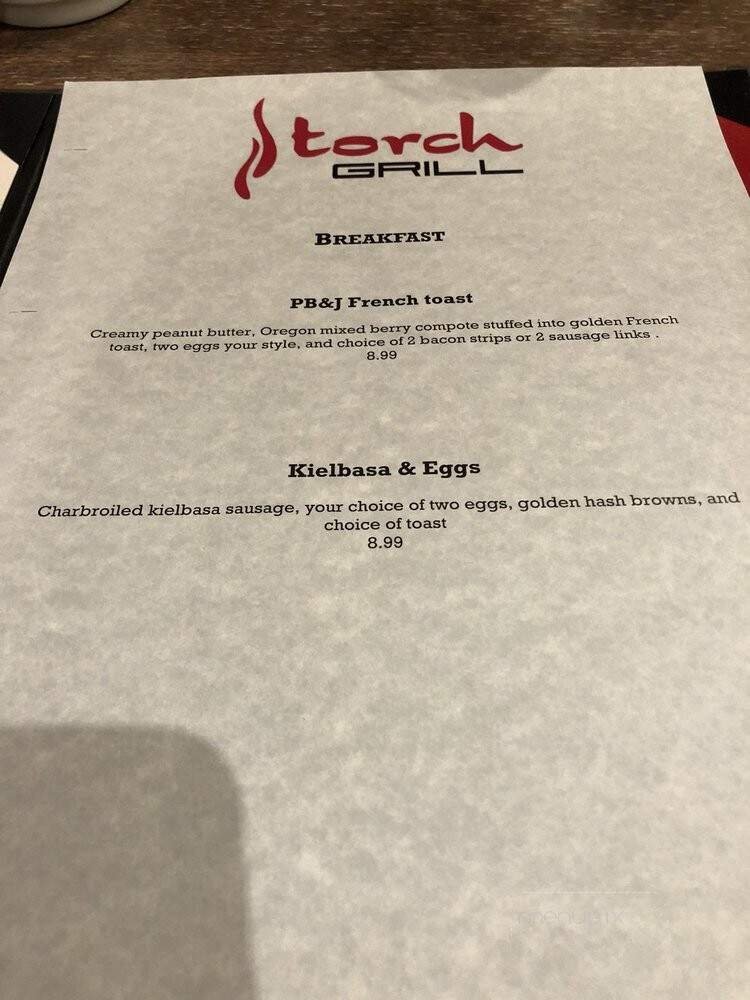 torch
GRILL
BREAKFAST
PB&J French toast
Creamy peanut butter, Oregon mixed berry compote stuffed into golden French
toast, two eggs your style, and choice of 2 bacon strips or 2 sausage links .
8.99
Kielbasa & Eggs
Charbroiled kielbasa sausage, your choice of two eggs, golden hash browns, and
choice of toast
8.99